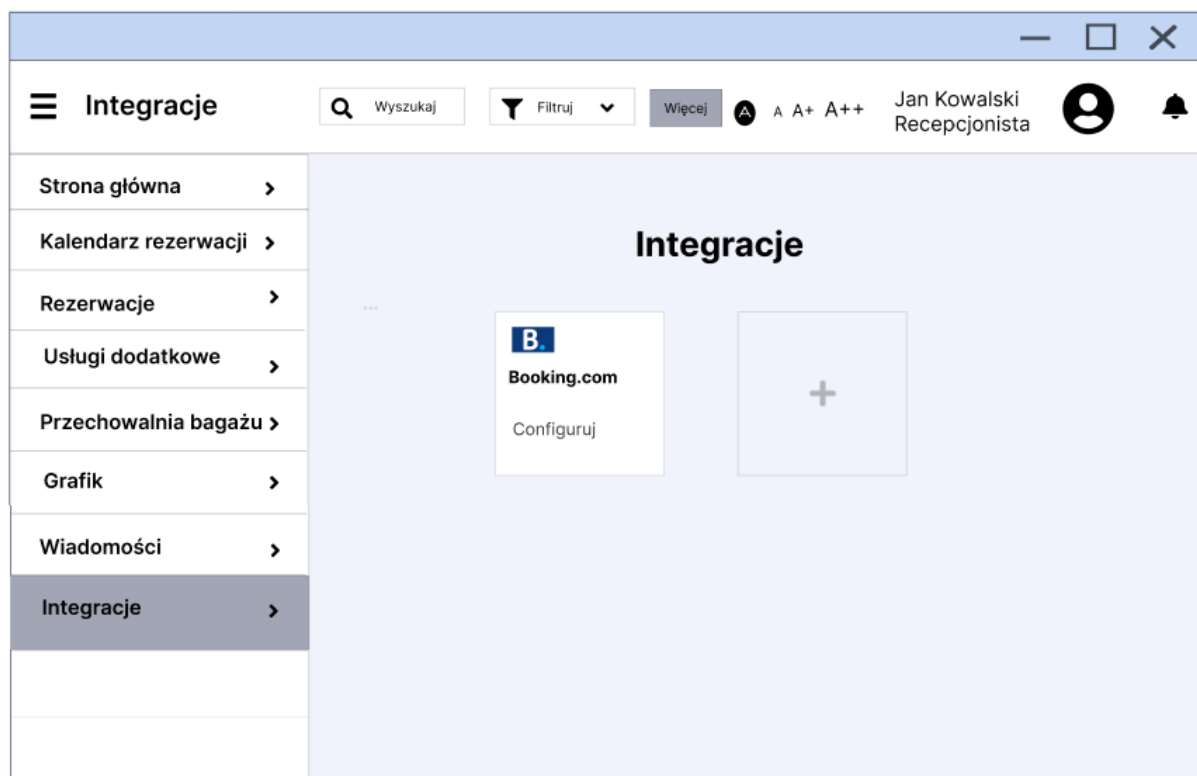 Integracje
Wyszukaj
Filtruj
Więcej
A
A A+ A++
Jan Kowalski
Recepcjonista
Strona główna
Kalendarz rezerwacji
Rezerwacje
Usługi dodatkowe
Przechowalnia bagażu
Grafik
Wiadomości
Integracje
Integracje
...
B.
Booking.com
Configuruj
+